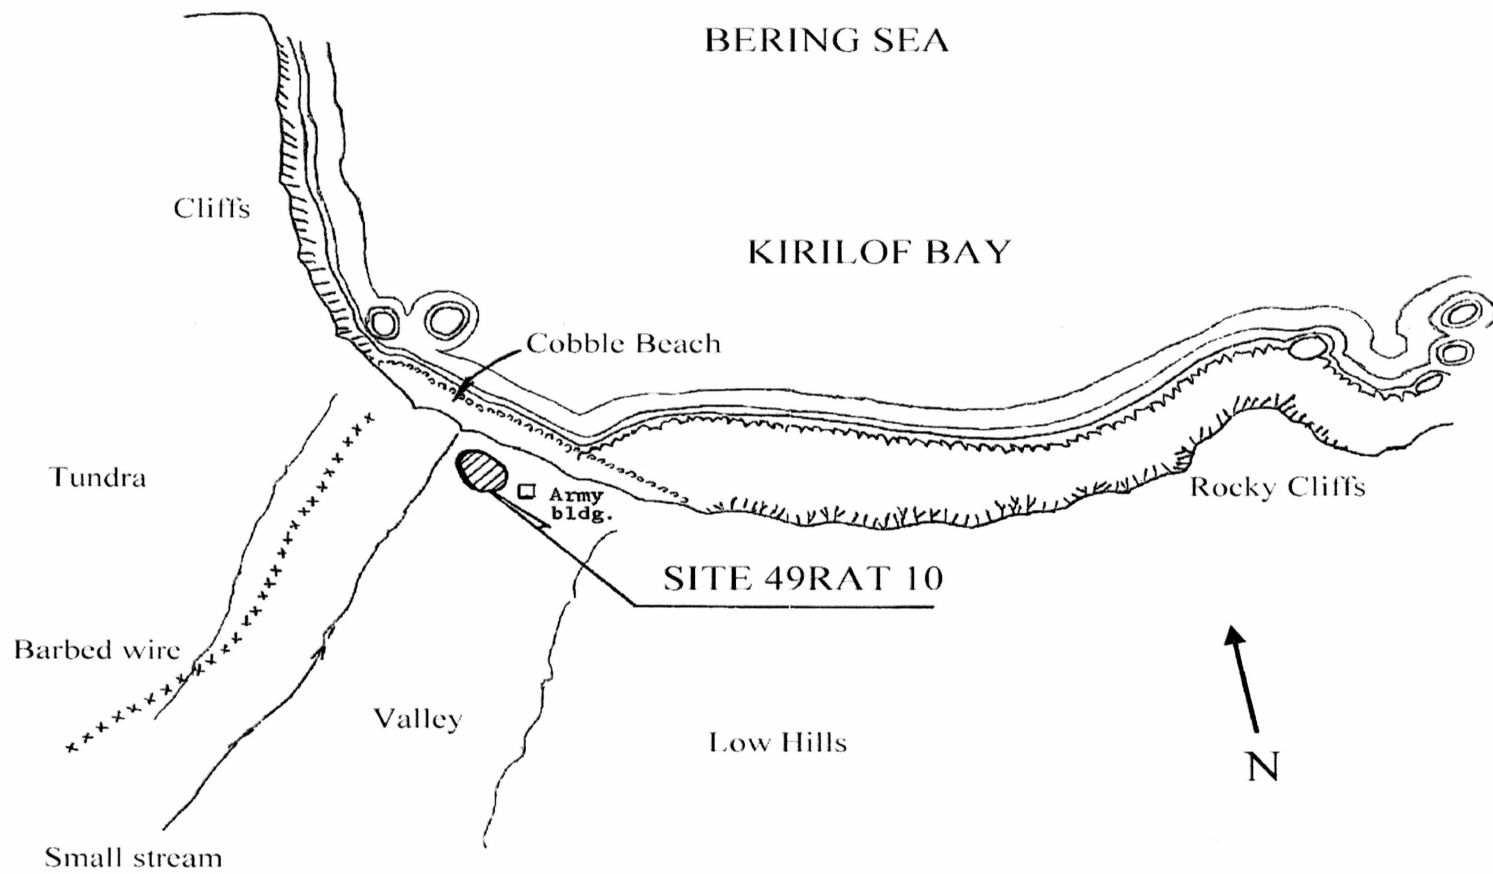 BERING SEA
Cliffs
KIRILOF BAY
Cobble Beach
Tundra
Army
bldg.
Rocky Cliffs
SITE 49RAT 10
Barbed wire
Valley
Low Hills
N
Small stream